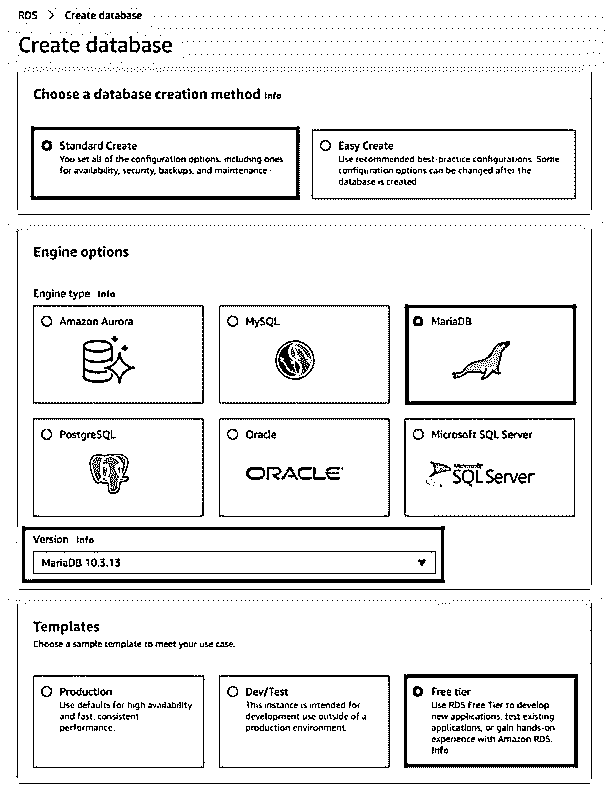 RDS > Create database
Create database
Choose a database creation method Info
Standard Create
You set all of the configuration options, including ones
for availability, security, backups, and maintenance.
Easy Create
Use recommended best-practice configurations. Some
configuration options can be changed after the
database is created.
Engine options
Engine type Info
Amazon Aurora
MySQL
MariaDB
PostgreSQL
Oracle
ORACLE
Microsoft SQL Server
Microsoft
SQL Server
Version Info
MariaDB 10.3.13
Templates
Choose a sample template to meet your use case.
Production
Use defaults for high availability
and fast, consistent
performance.
Dev/Test
This instance is intended for
development use outside of a
production environment.
Free tier
Use RDS Free Tier to develop
new applications, test existing
applications, or gain hands-on
experience with Amazon RDS.
Info